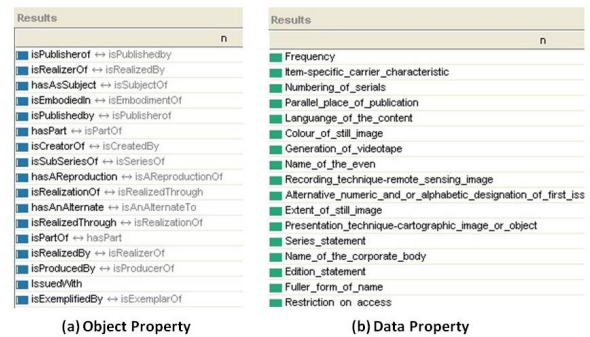 Results
n
isPublisherof ↔ isPublishedby
isRealizerOf ↔ isRealizedBy
hasAsSubject ↔ isSubjectOf
isEmbodiedIn ↔ isEmbodimentOf
isPublishedby ↔ isPublisherof
hasPart ↔ isPartOf
isCreatorOf ↔ isCreatedBy
isSubSeriesOf ↔ isSeriesOf
hasAReproduction ↔ isAReproductionOf
isRealizationOf ↔ isRealizedThrough
hasAnAlternate ↔ isAnAlternateTo
isRealizedThrough ↔ isRealizationOf
isPartOf ↔ hasPart
isRealizedBy ↔ isRealizerOf
isProducedBy ↔ isProducerOf
IssuedWith
isExemplifiedBy ↔ isExemplarOf
(a) Object Property
Results
n
Frequency
Item-specific_carrier_characteristic
Numbering_of_serials
Parallel_place_of_publication
Languange_of_the_content
Colour_of_still_image
Generation_of_videotape
Name_of_the_even
Recording_technique-remote_sensing_image
Alternative_numeric_and_or_alphabetic_designation_of_first_iss
Extent_of_still_image
Presentation_technique-cartographic_image_or_object
Series_statement
Name_of_the_corporate_body
Edition_statement
Fuller_form_of_name
Restriction_on_access
(b) Data Property